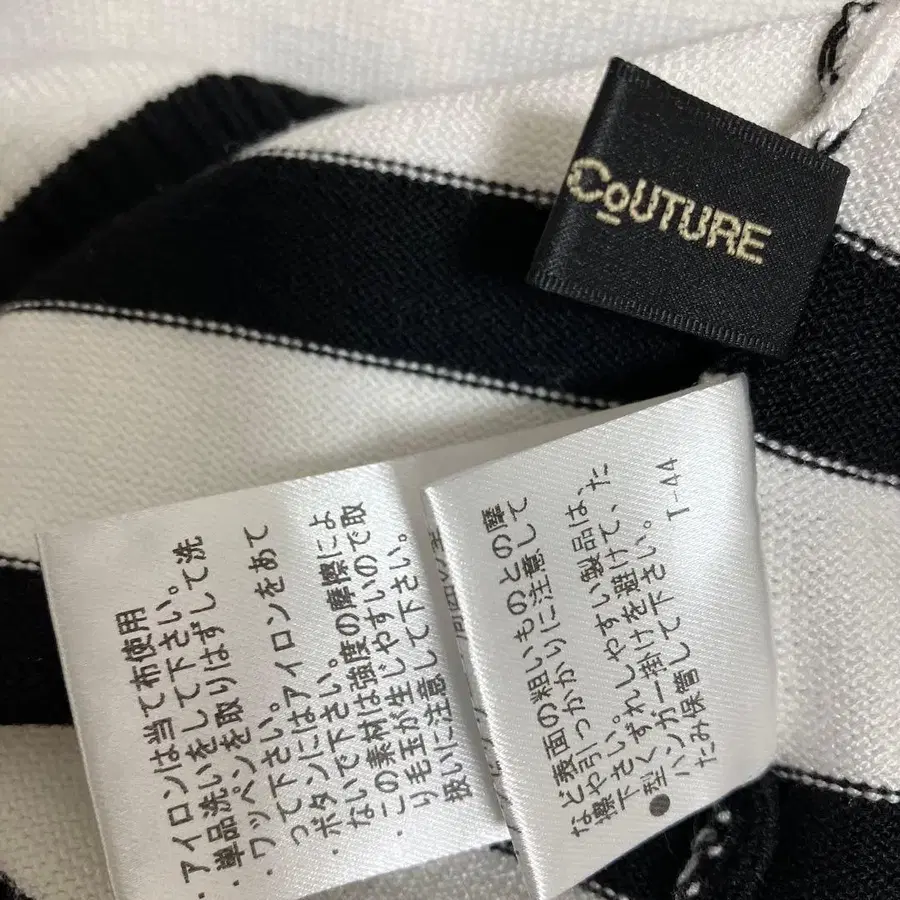 COUTURE
・アイロンは当て布使用
・単品洗いをして下さい。
・ワッペンを取りはずして洗
って下さい。
・ボタンにはアイロンをあて
ないで下さい。
・この素材は強度の摩擦によ
り毛玉が生じやすいので取
扱いに注意して下さい。
など表面の粗いものとの摩
擦や引っかかりに注意して
下さい。
●型くずれしやすい製品は、
ハンガー掛けを避けて、た
たみ保管して下さい。
T-44